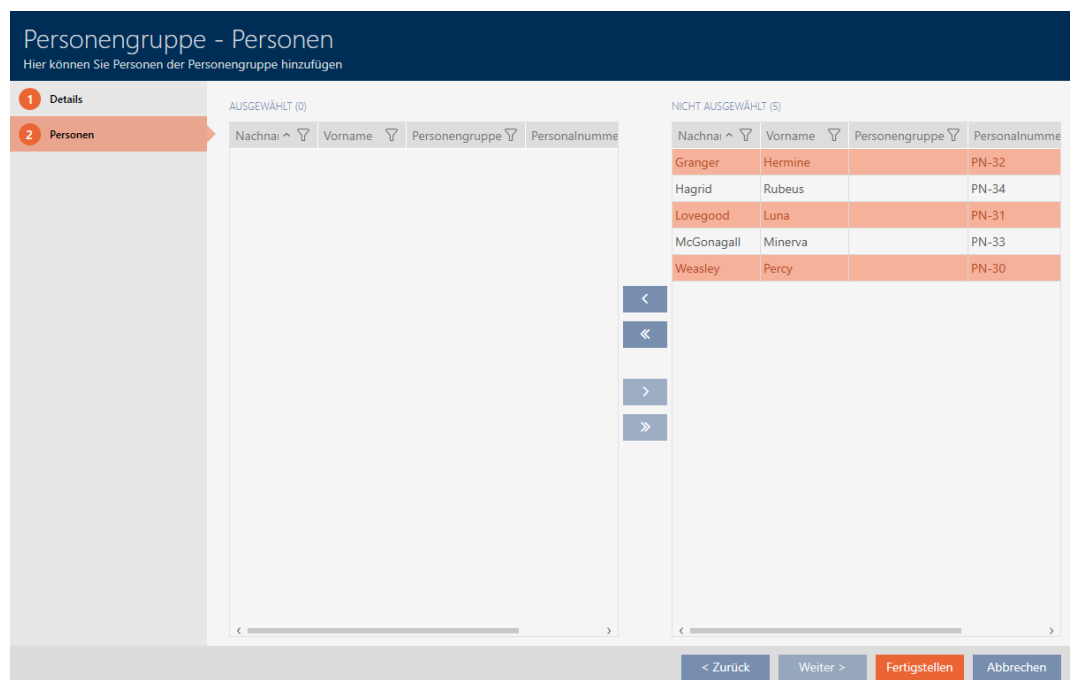 Personengruppe - Personen
Hier können Sie Personen der Personengruppe hinzufügen
1 Details
2 Personen
AUSGEWÄHLT (0)
Nachnai Vorname Personengruppe Personalnumme
NICHT AUSGEWÄHLT (5)
Nachnai Vorname Personengruppe Personalnumme
Granger Hermine PN-32
Hagrid Rubeus PN-34
Lovegood Luna PN-31
McGonagall Minerva PN-33
Weasley Percy PN-30
< Zurück Weiter > Fertigstellen Abbrechen